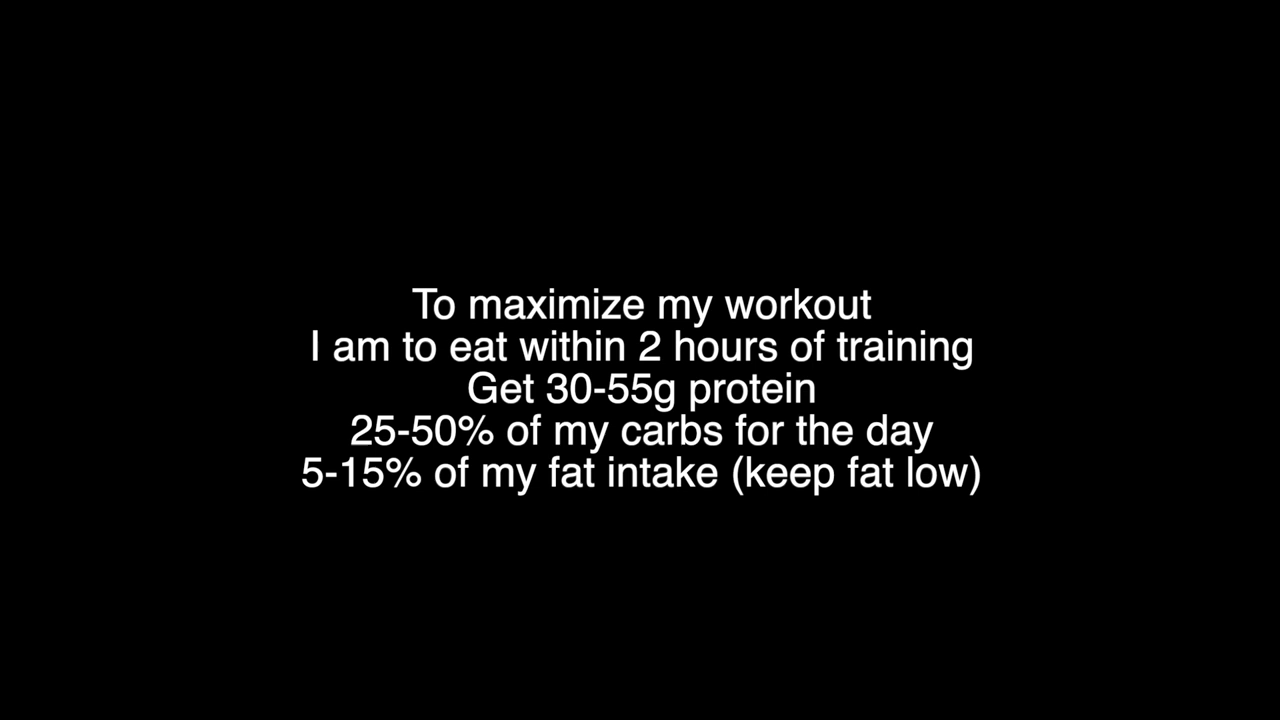 To maximize my workout
I am to eat within 2 hours of training
Get 30-55g protein
25-50% of my carbs for the day
5-15% of my fat intake (keep fat low)